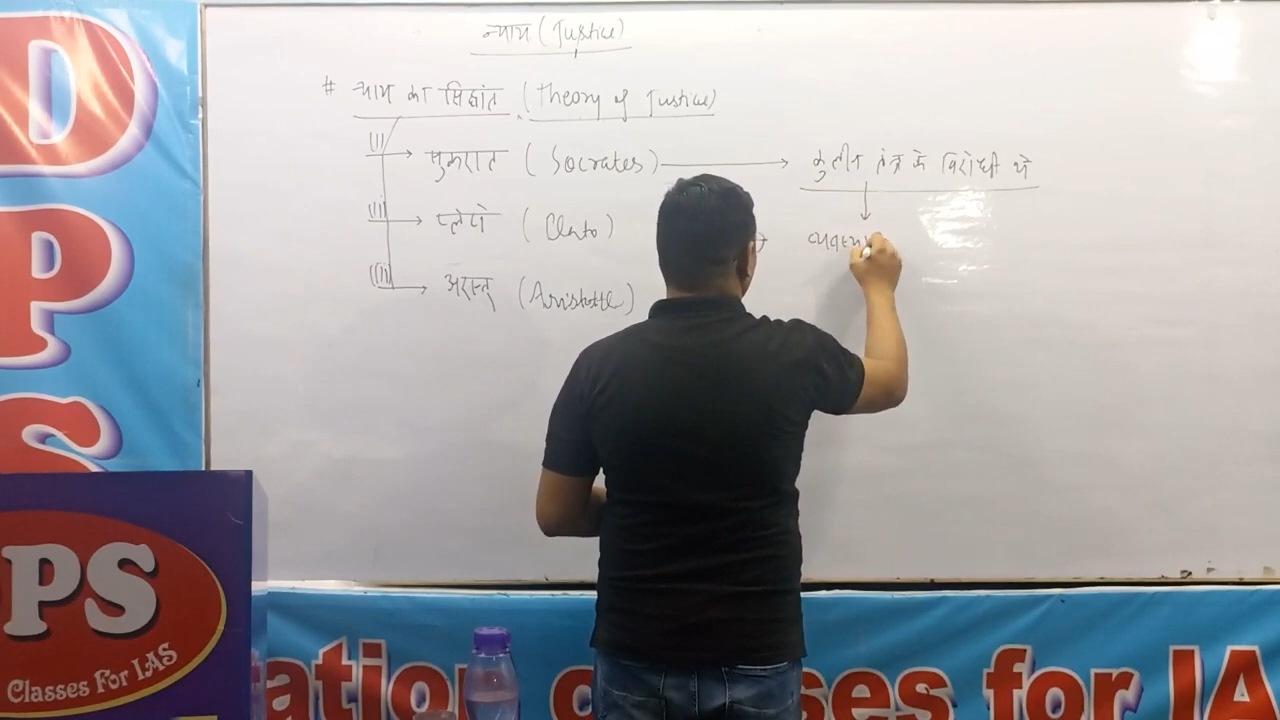 न्याय (Justice)
# न्याय का सिद्धांत (Theory of Justice)
(i) सुकरात (Socrates) → कुलीन तंत्र के विरोधी थे
(ii) प्लेटो (Plato)
(iii) अरस्तू (Aristotle)
DPS
PS
Classes For IAS
ration classes for IA